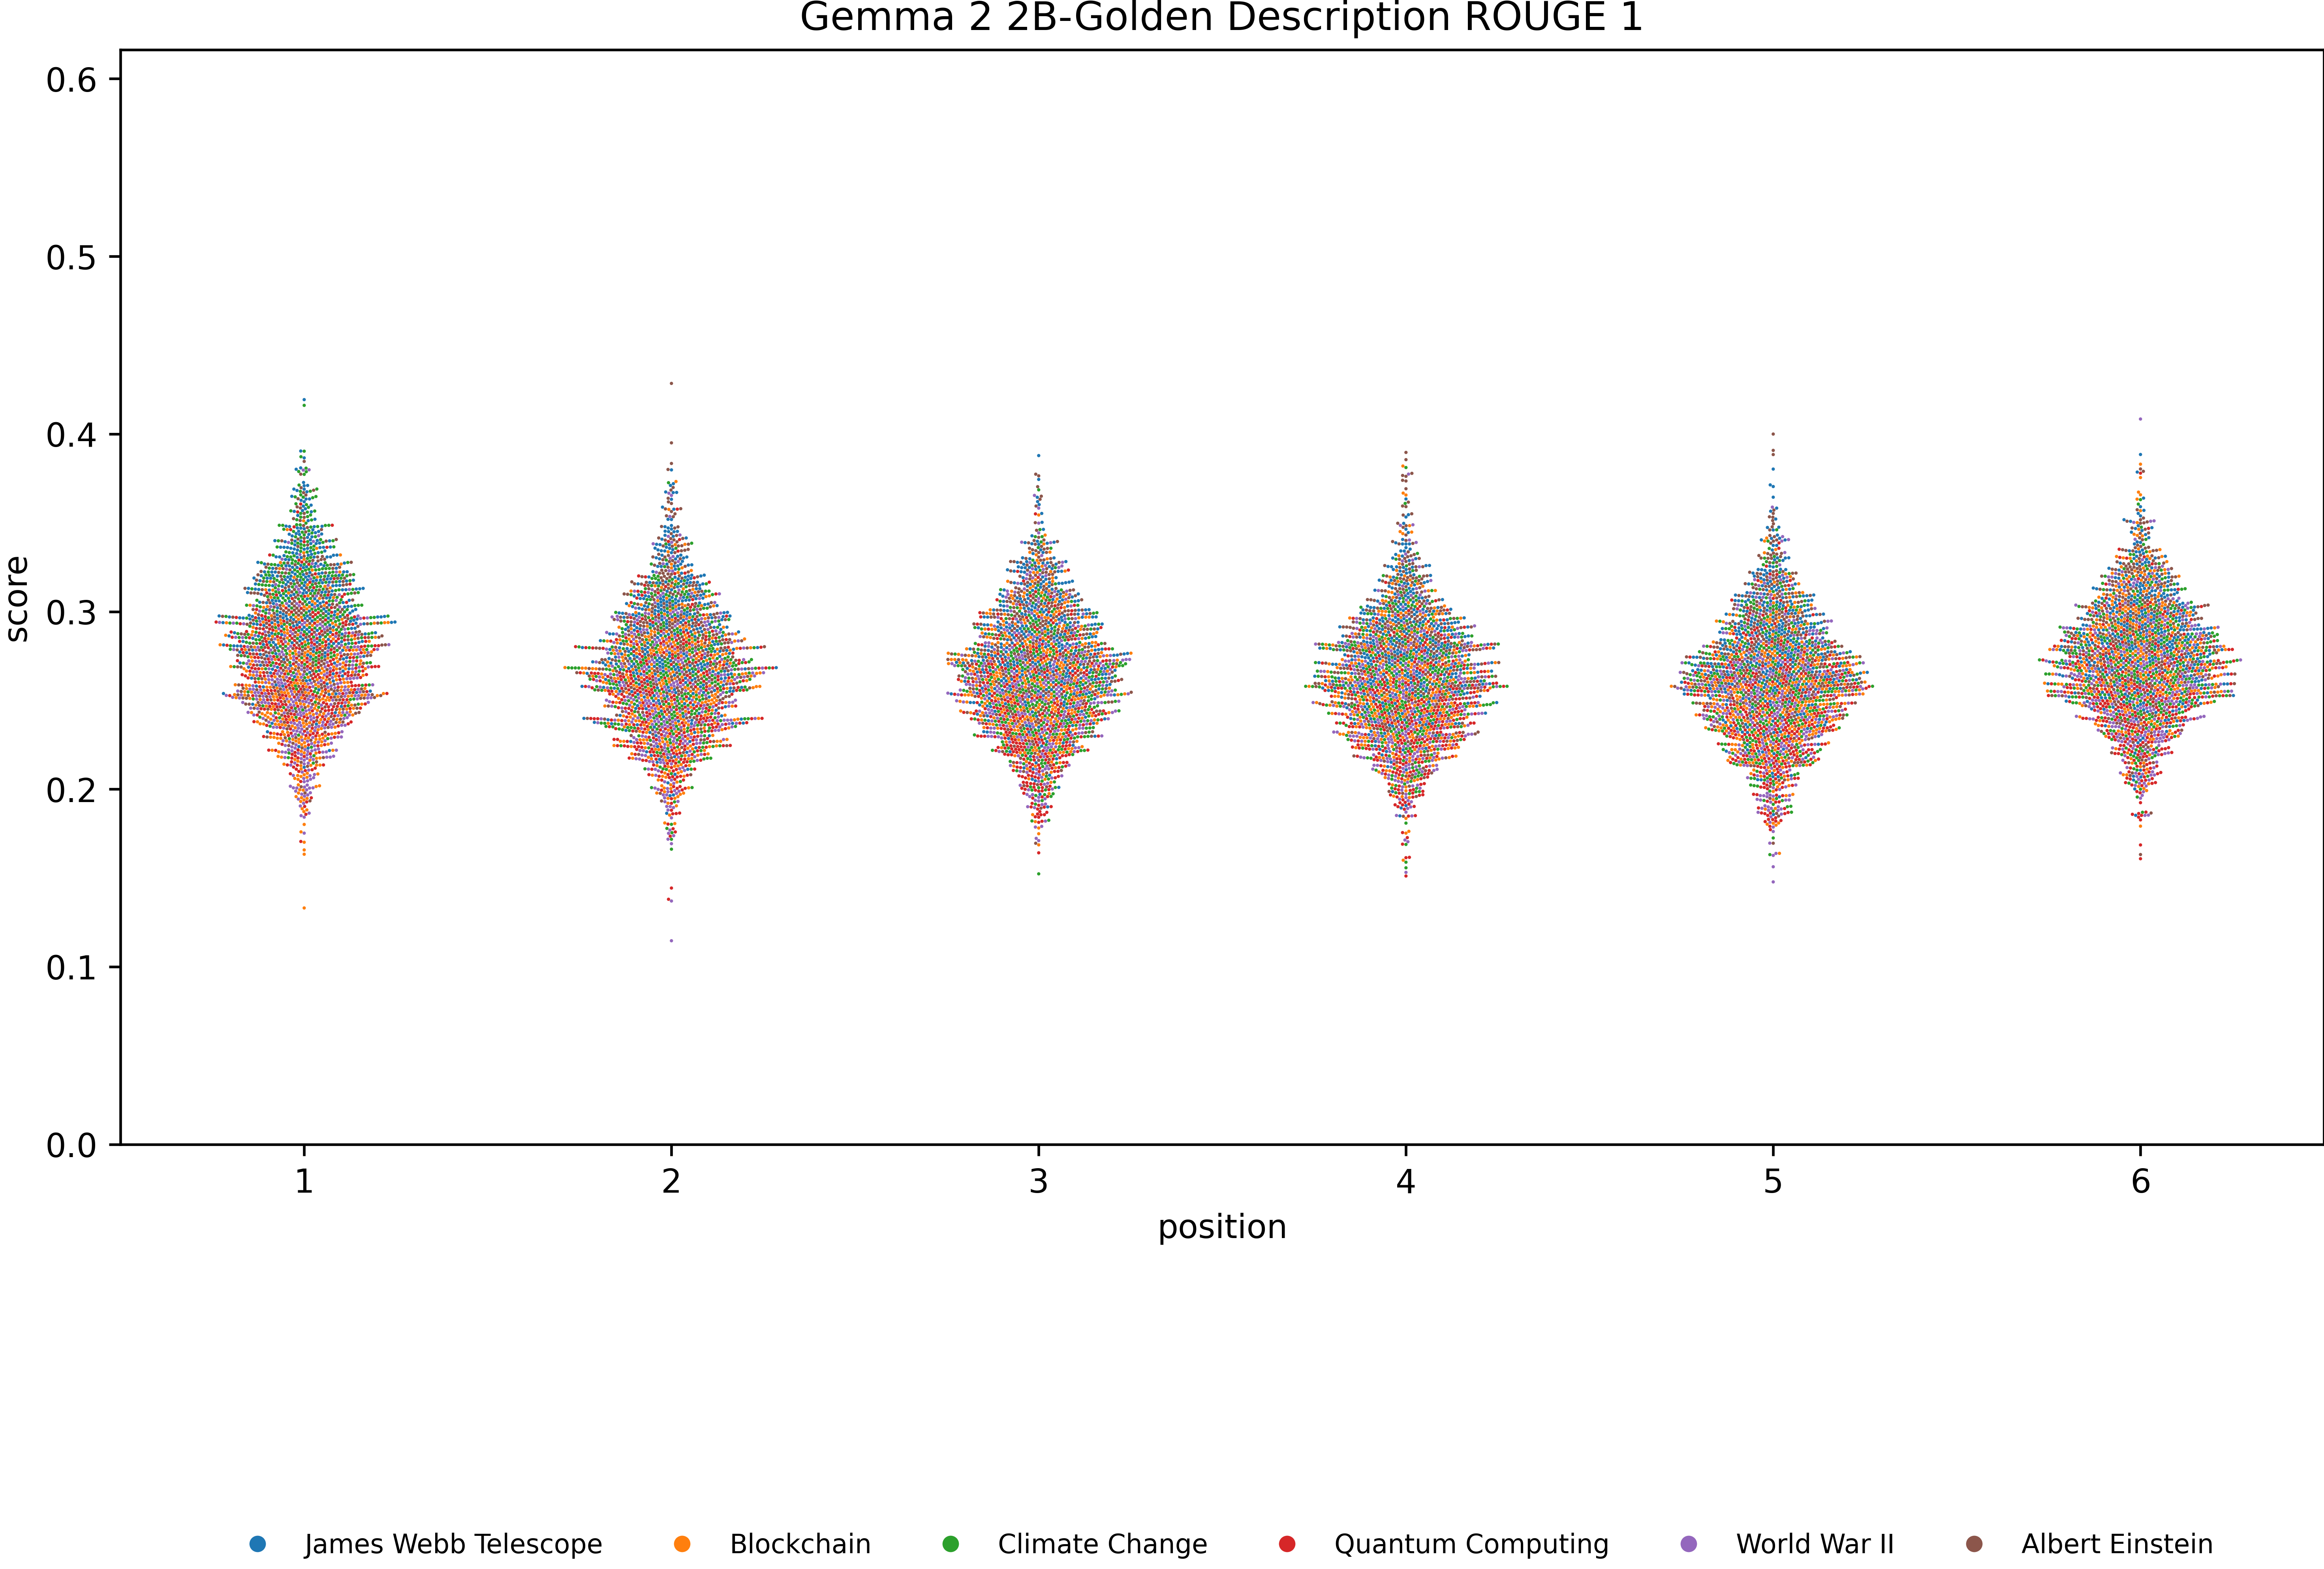 Gemma 2 2B-Golden Description ROUGE 1
0.6
0.5
0.4
0.3
0.2
0.1
0.0
score
1 2 3 4 5 6
position
James Webb Telescope Blockchain Climate Change Quantum Computing World War II Albert Einstein